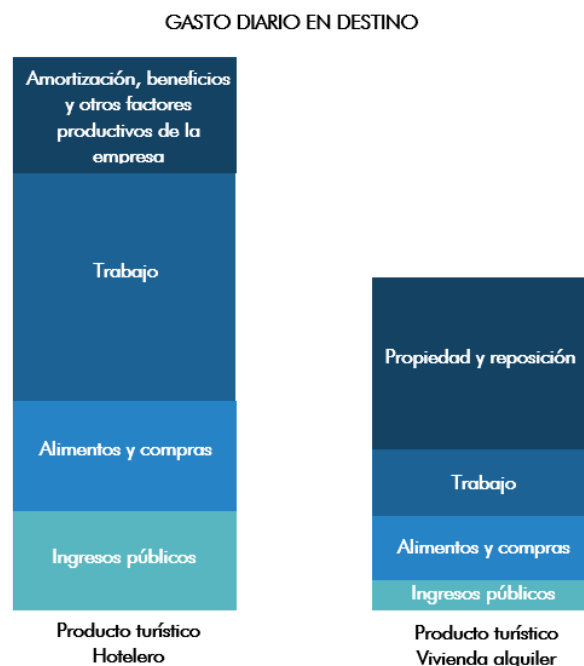 GASTO DIARIO EN DESTINO
Amortización, beneficios
y otros factores
productivos de la
empresa
Trabajo
Alimentos y compras
Ingresos públicos
Producto turístico
Hotelero
Propiedad y reposición
Trabajo
Alimentos y compras
Ingresos públicos
Producto turístico
Vivienda alquiler